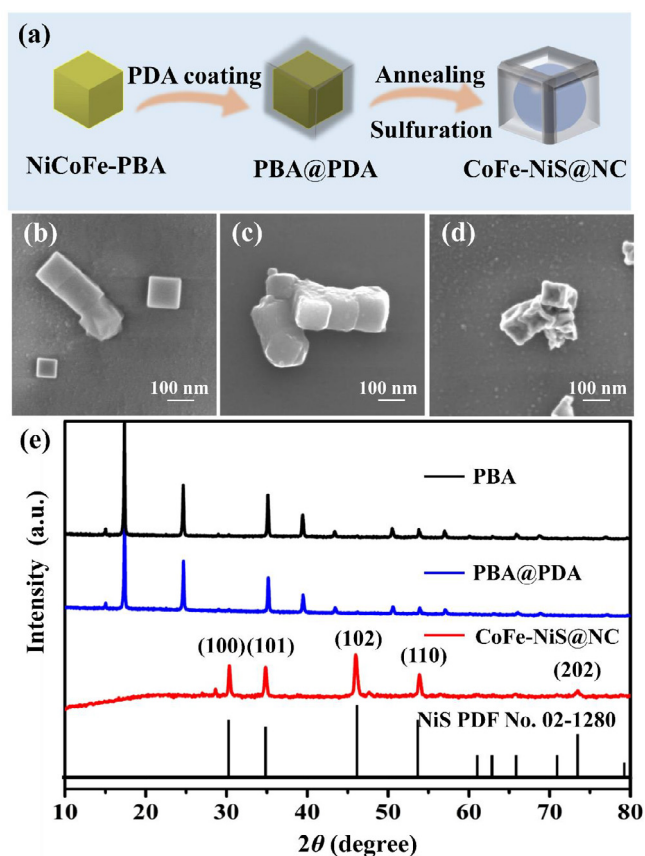 (a)
PDA coating
Annealing
Sulfuration
NiCoFe-PBA
PBA@PDA
CoFe-NiS@NC
(b)
100 nm
(c)
100 nm
(d)
100 nm
(e)
Intensity (a.u.)
PBA
PBA@PDA
CoFe-NiS@NC
(100)
(101)
(102)
(110)
(202)
NiS PDF No. 02-1280
10 20 30 40 50 60 70 80
2θ (degree)